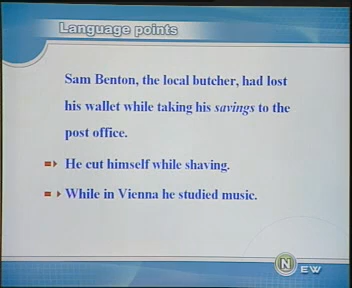 Language points
Sam Benton, the local butcher, had lost
his wallet while taking his savings to the
post office.
He cut himself while shaving.
While in Vienna he studied music.
N EW